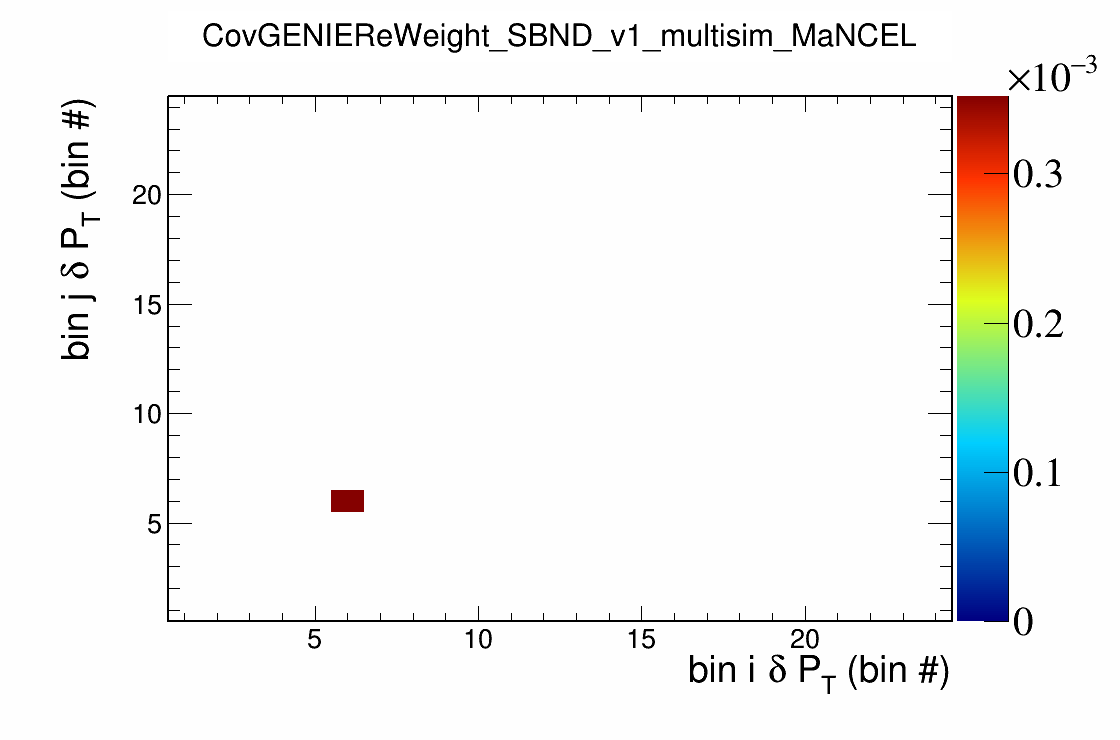 CovGENIEReWeight_SBND_v1_multisim_MaNCEL
×10⁻³
bin j δ P_T (bin #)
20
15
10
5
5 10 15 20
bin i δ P_T (bin #)
0.3
0.2
0.1
0